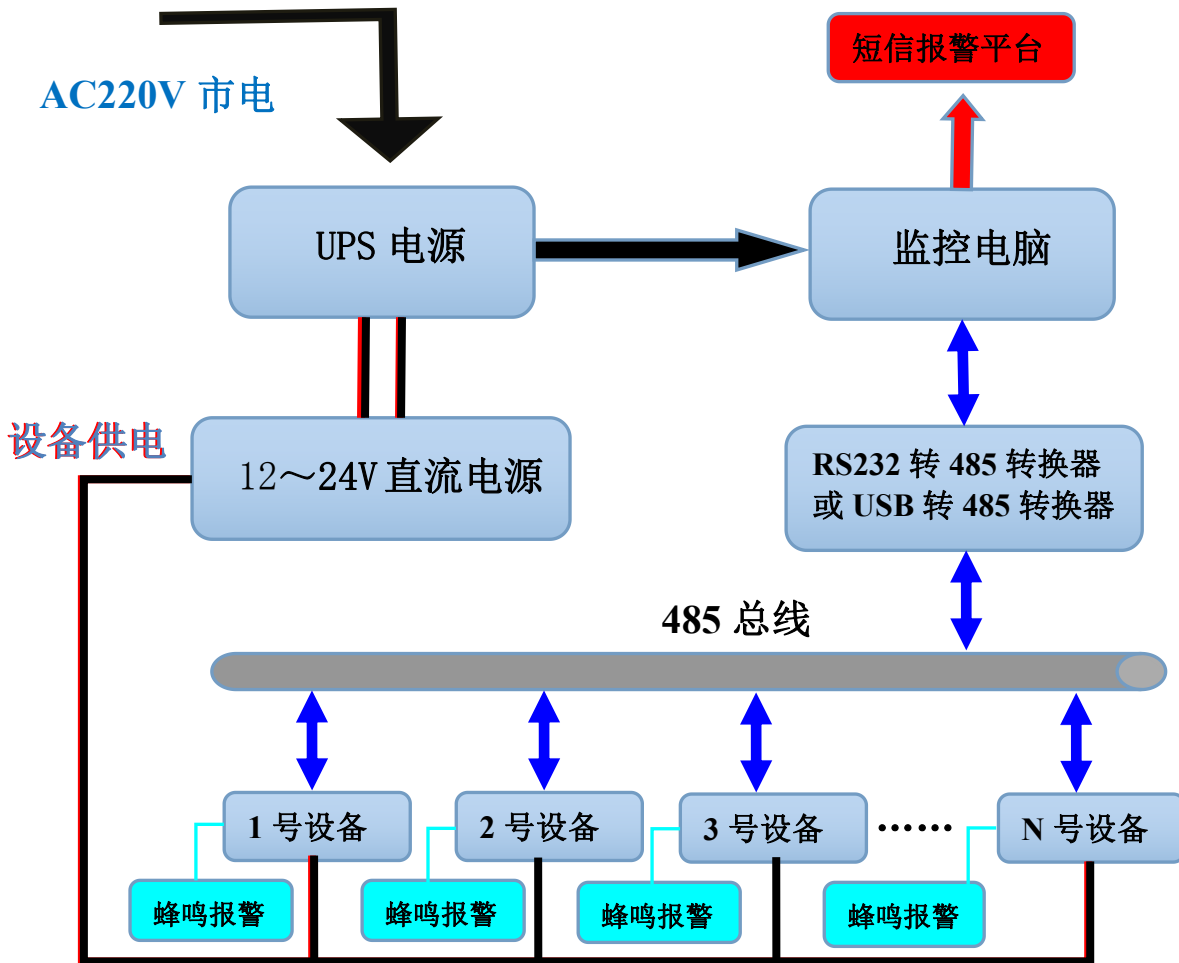 短信报警平台
AC220V 市电
UPS 电源
监控电脑
设备供电
12～24V 直流电源
RS232 转 485 转换器
或 USB 转 485 转换器
485 总线
1 号设备
2 号设备
3 号设备
……
N 号设备
蜂鸣报警
蜂鸣报警
蜂鸣报警
蜂鸣报警